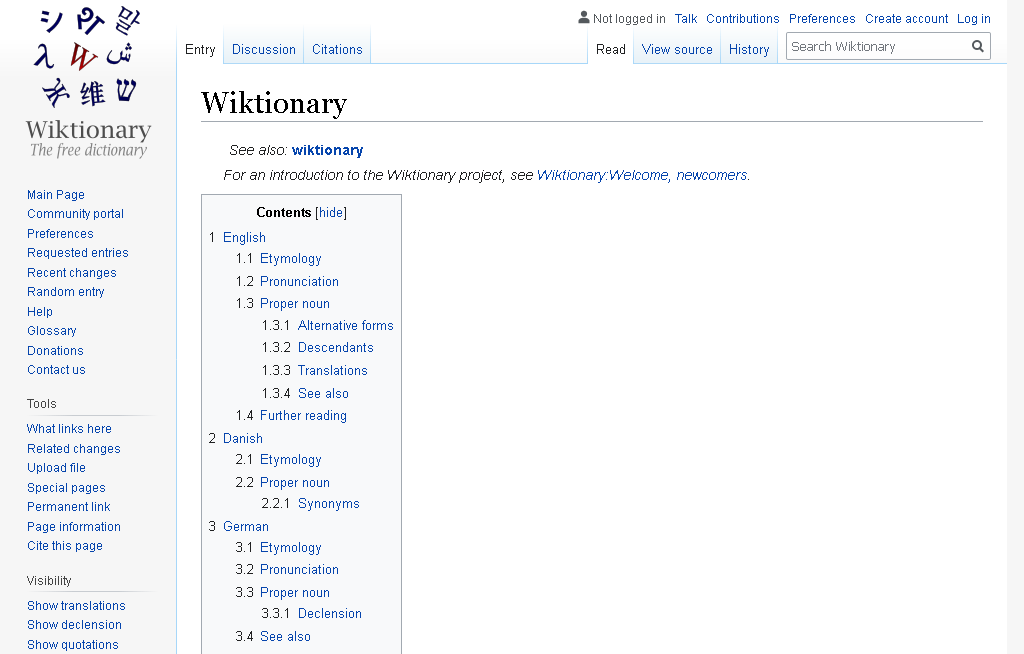 シ
Wiktionary
The free dictionary
Main Page
Community portal
Preferences
Requested entries
Recent changes
Random entry
Help
Glossary
Donations
Contact us
Tools
What links here
Related changes
Upload file
Special pages
Permanent link
Page information
Cite this page
Visibility
Show translations
Show declension
Show quotations
Not logged in Talk Contributions Preferences Create account Log in
Entry Discussion Citations Read View source History Search Wiktionary
Wiktionary
See also: wiktionary
For an introduction to the Wiktionary project, see Wiktionary:Welcome, newcomers.
Contents [hide]
1 English
1.1 Etymology
1.2 Pronunciation
1.3 Proper noun
1.3.1 Alternative forms
1.3.2 Descendants
1.3.3 Translations
1.3.4 See also
1.4 Further reading
2 Danish
2.1 Etymology
2.2 Proper noun
2.2.1 Synonyms
3 German
3.1 Etymology
3.2 Pronunciation
3.3 Proper noun
3.3.1 Declension
3.4 See also